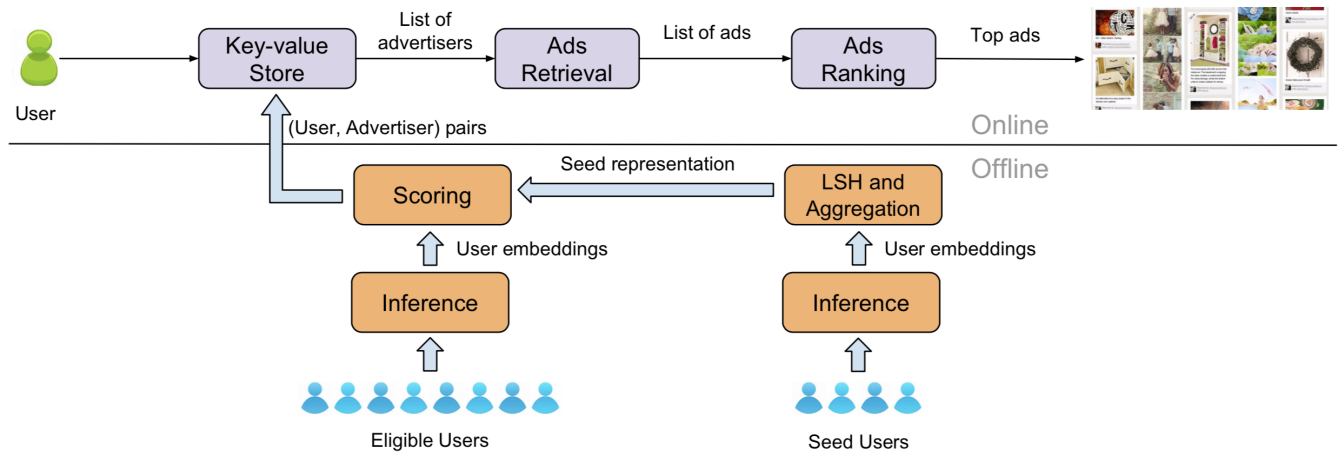 User
Key-value
Store
List of
advertisers
Ads
Retrieval
List of ads
Ads
Ranking
Top ads
(User, Advertiser) pairs
Online
Offline
Scoring
Seed representation
LSH and
Aggregation
User embeddings
User embeddings
Inference
Inference
Eligible Users
Seed Users